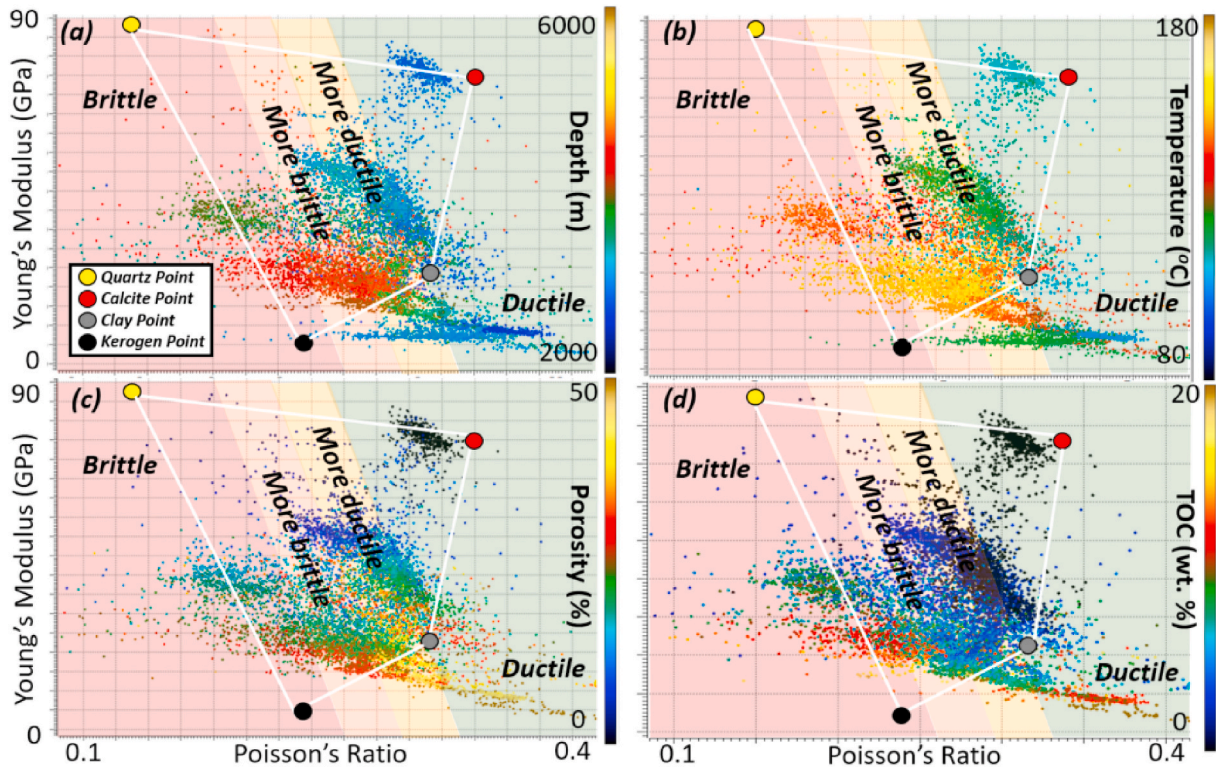 90
(a)
6000
Brittle
More ductile
More brittle
Depth (m)
Young's Modulus (GPa)
Quartz Point
Calcite Point
Clay Point
Kerogen Point
Ductile
0
2000
(b)
180
Brittle
More ductile
More brittle
Temperature (⁰C)
Ductile
80
90
(c)
50
Brittle
More ductile
More brittle
Porosity (%)
Young's Modulus (GPa)
Ductile
0
0
0.1
Poisson's Ratio
0.4
(d)
20
Brittle
More ductile
More brittle
TOC (wt. %)
Ductile
0
0.1
Poisson's Ratio
0.4